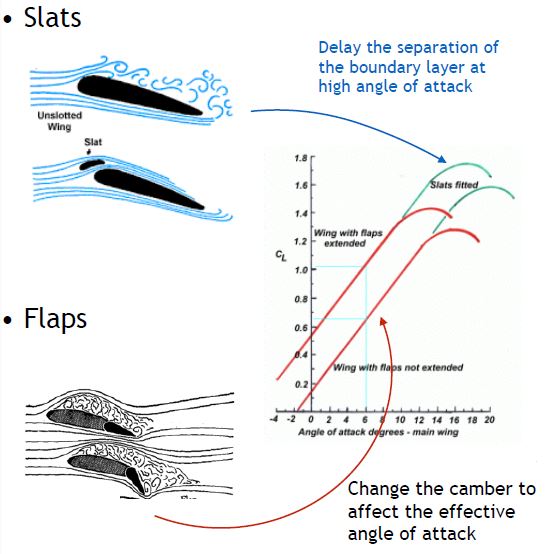 • Slats
Delay the separation of
the boundary layer at
high angle of attack
Unslotted
Wing
Slat
1.8
1.6
1.4
1.2
1.0
0.8
0.6
0.4
0.2
CL
Slats fitted
Wing with flaps
extended
Wing with flaps not extended
-4 -2 0 2 4 6 8 10 12 14 16 18 20
Angle of attack degrees - main wing
• Flaps
Change the camber to
affect the effective
angle of attack